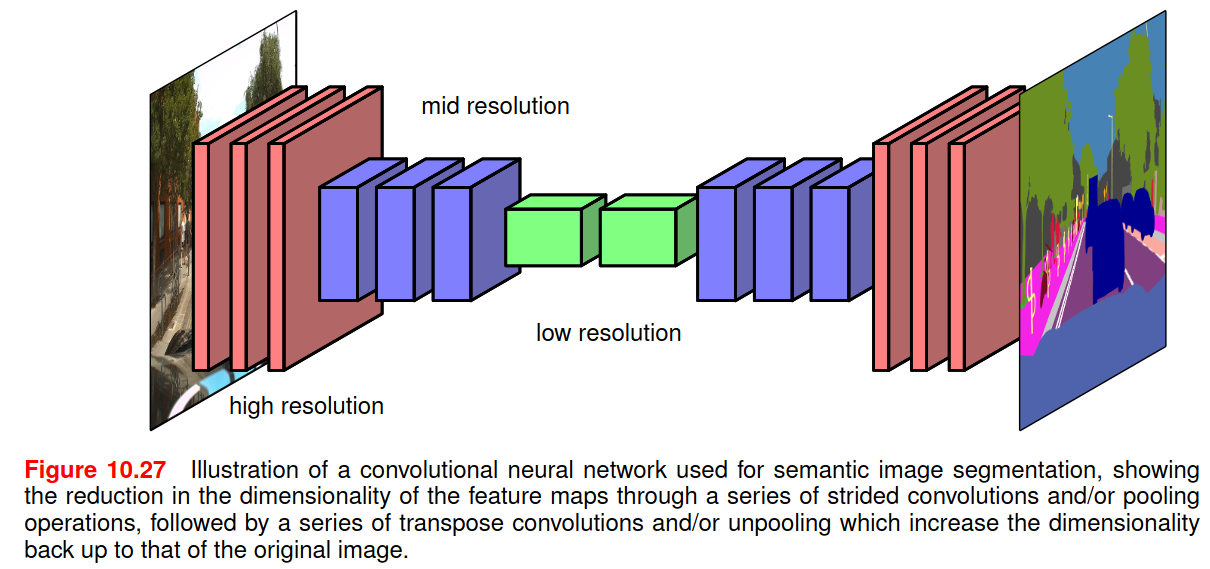 mid resolution
low resolution
high resolution
Figure 10.27 Illustration of a convolutional neural network used for semantic image segmentation, showing
the reduction in the dimensionality of the feature maps through a series of strided convolutions and/or pooling
operations, followed by a series of transpose convolutions and/or unpooling which increase the dimensionality
back up to that of the original image.